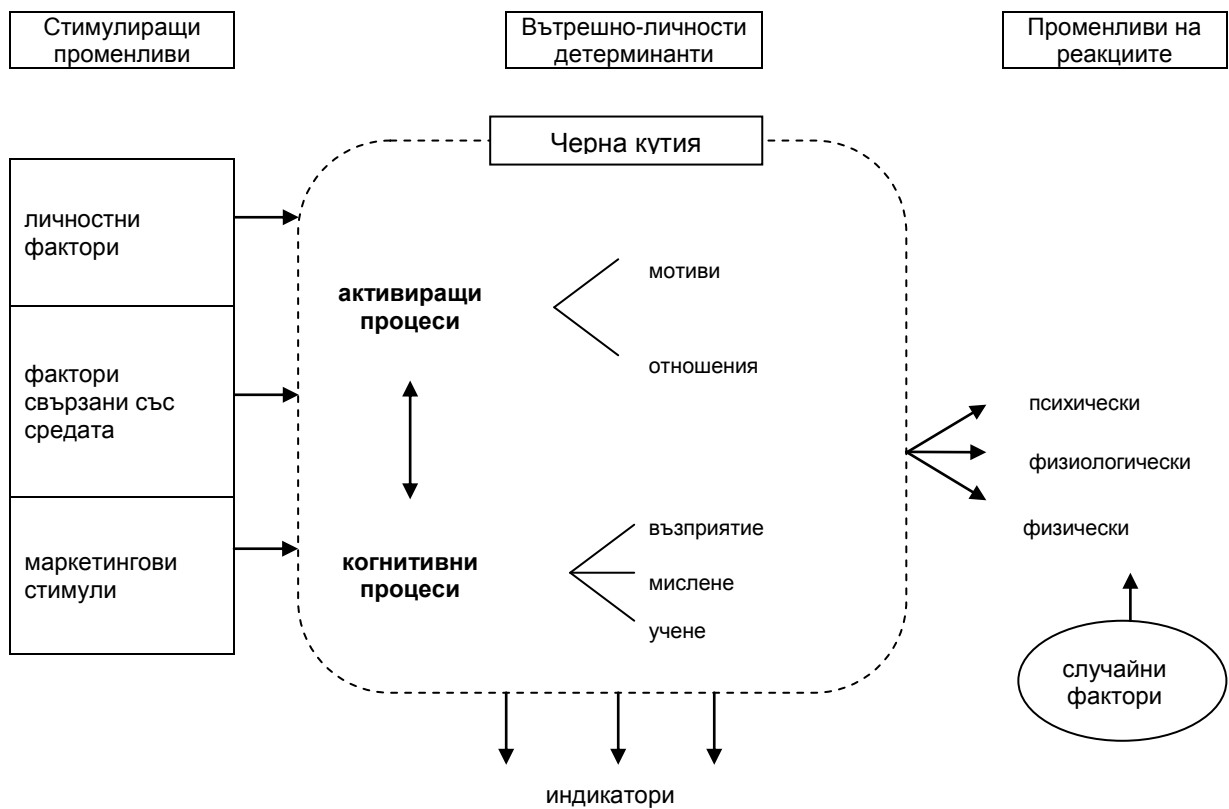 Стимулиращи
променливи
Вътрешно-личности
детерминанти
Променливи на
реакциите
Черна кутия
личностни
фактори
фактори
свързани със
средата
маркетингови
стимули
активиращи
процеси
мотиви
отношения
когнитивни
процеси
възприятие
мислене
учене
психически
физиологически
физически
случайни
фактори
индикатори